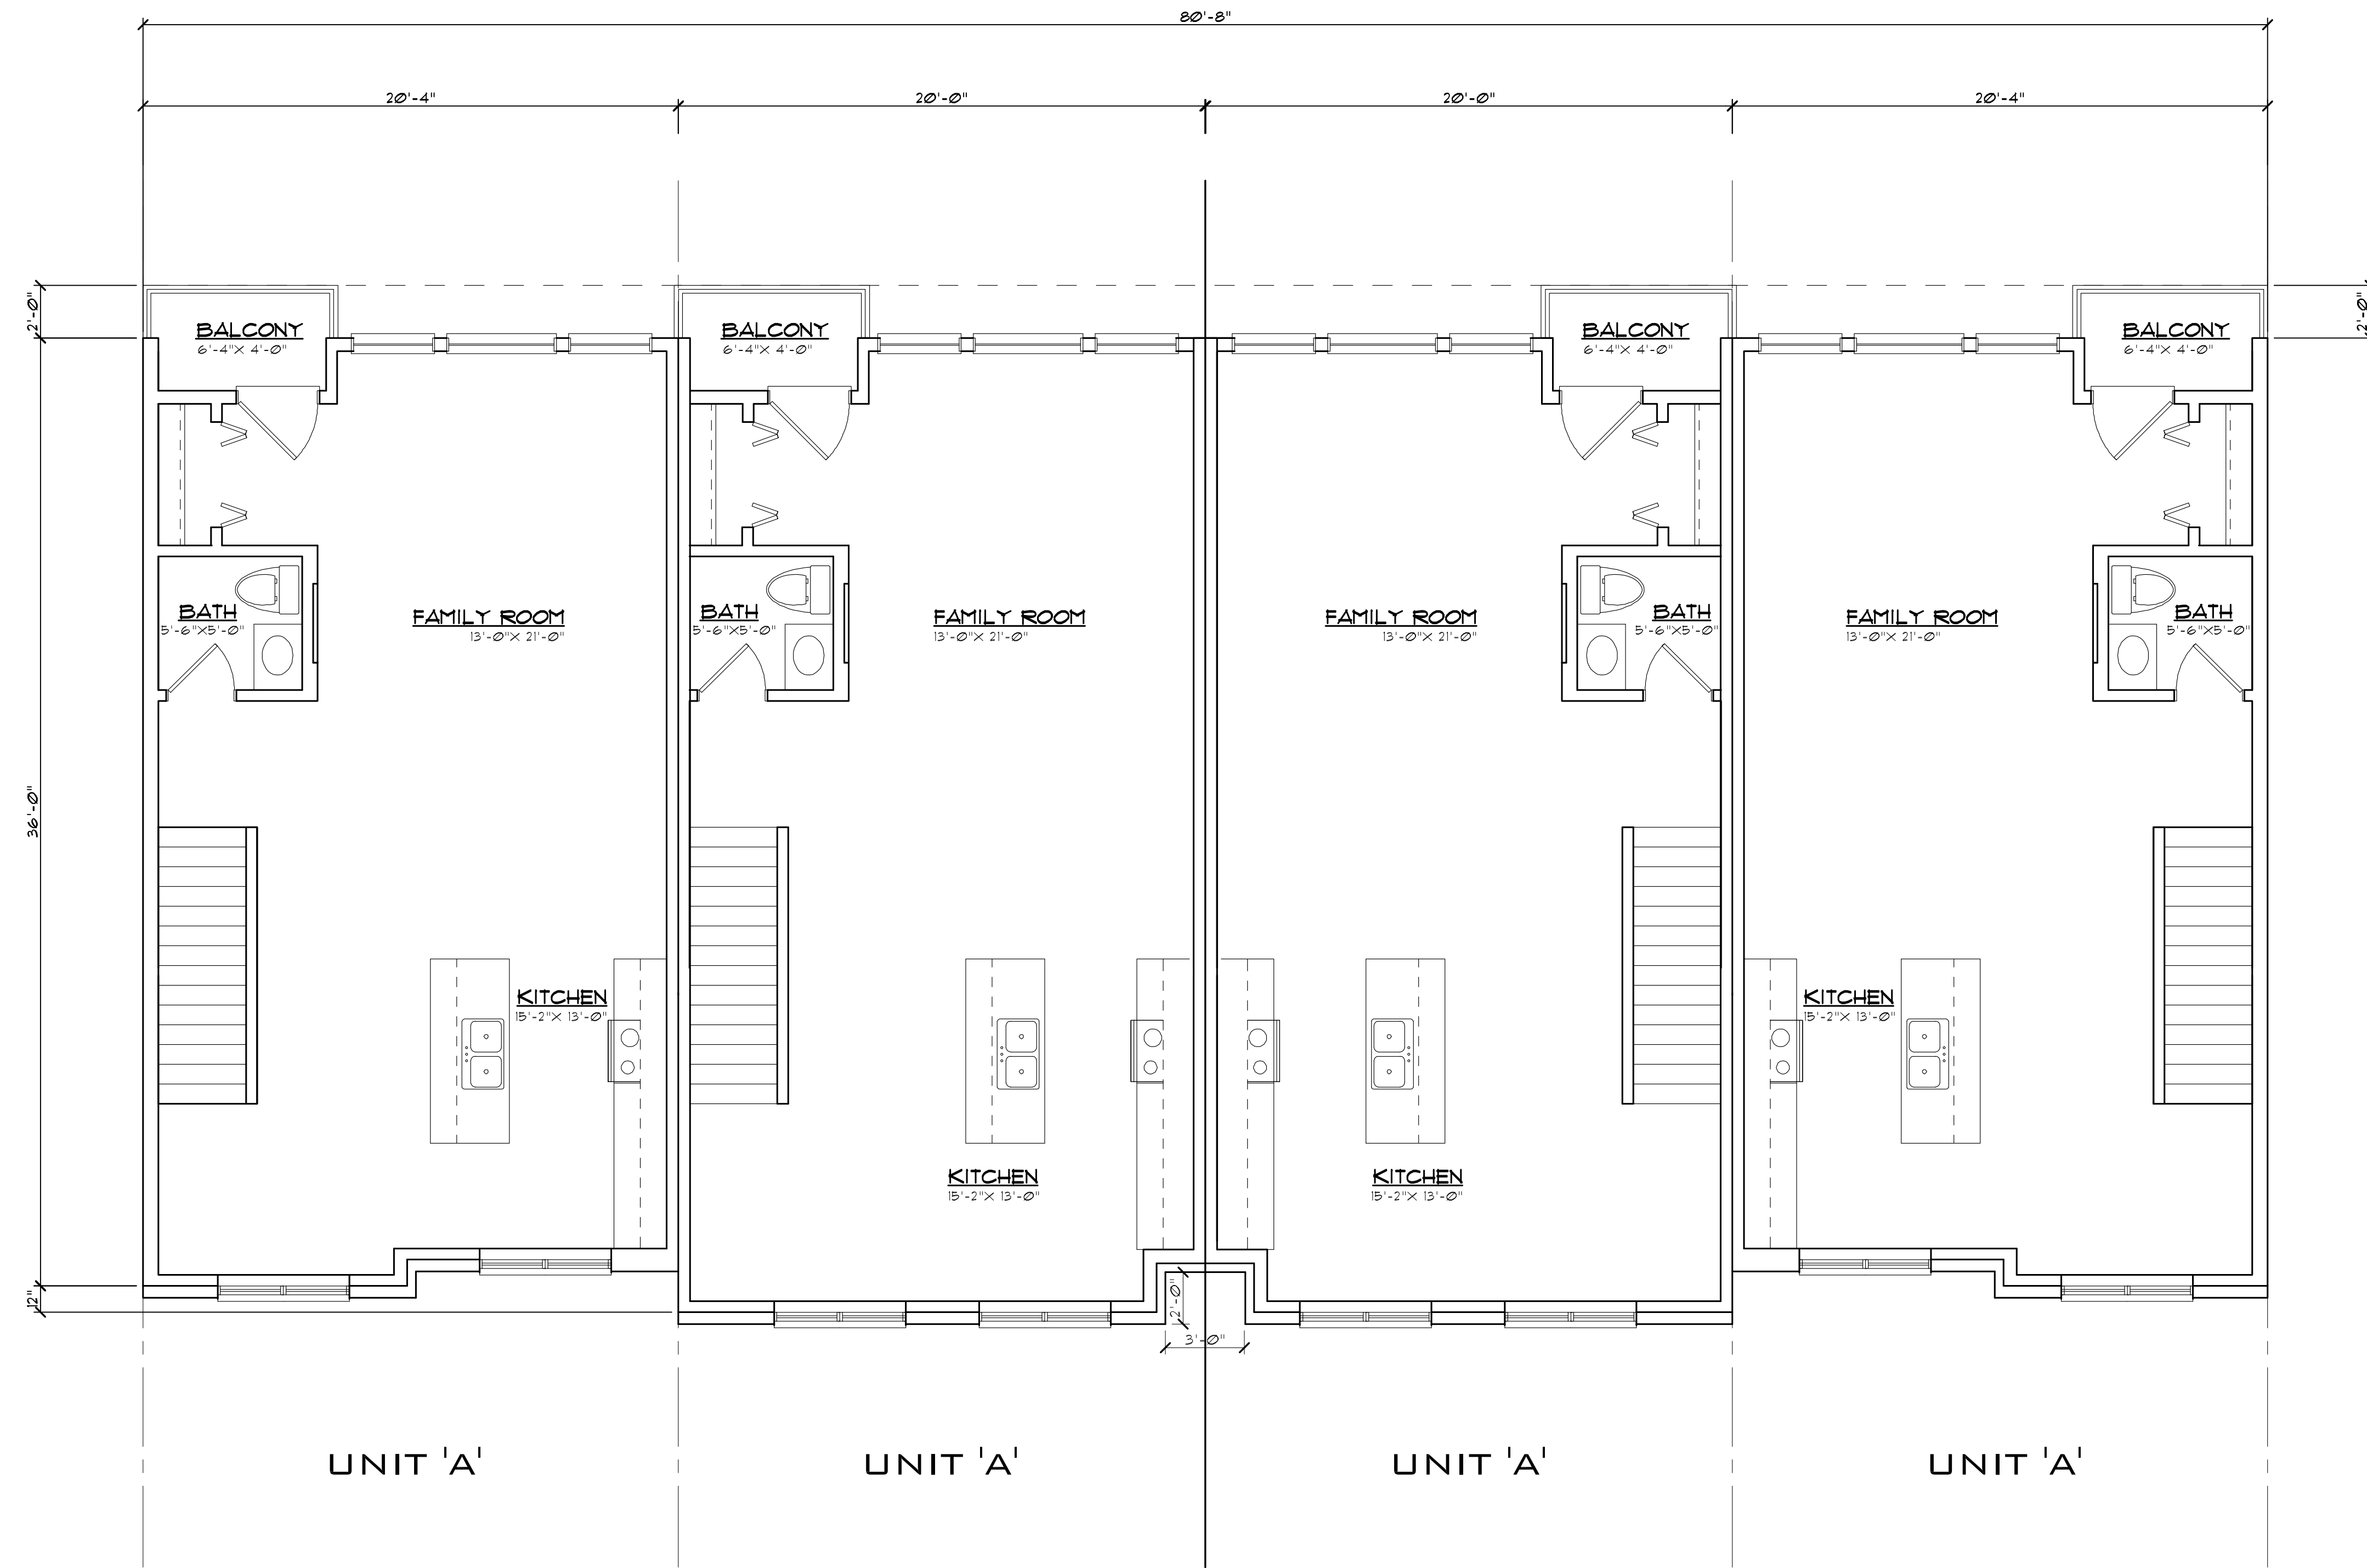 80'-8"
20'-4"
20'-0"
20'-0"
20'-4"
2'-0"
2'-0"
BALCONY
6'-4"X 4'-0"
BALCONY
6'-4"X 4'-0"
BALCONY
6'-4"X 4'-0"
BALCONY
6'-4"X 4'-0"
BATH
5'-6"X5'-0"
FAMILY ROOM
13'-0"X 21'-0"
BATH
5'-6"X5'-0"
FAMILY ROOM
13'-0"X 21'-0"
FAMILY ROOM
13'-0"X 21'-0"
BATH
5'-6"X5'-0"
FAMILY ROOM
13'-0"X 21'-0"
BATH
5'-6"X5'-0"
36'-0"
KITCHEN
15'-2"X 13'-0"
KITCHEN
15'-2"X 13'-0"
KITCHEN
15'-2"X 13'-0"
KITCHEN
15'-2"X 13'-0"
12"
2'-0"
3'-0"
UNIT 'A'
UNIT 'A'
UNIT 'A'
UNIT 'A'